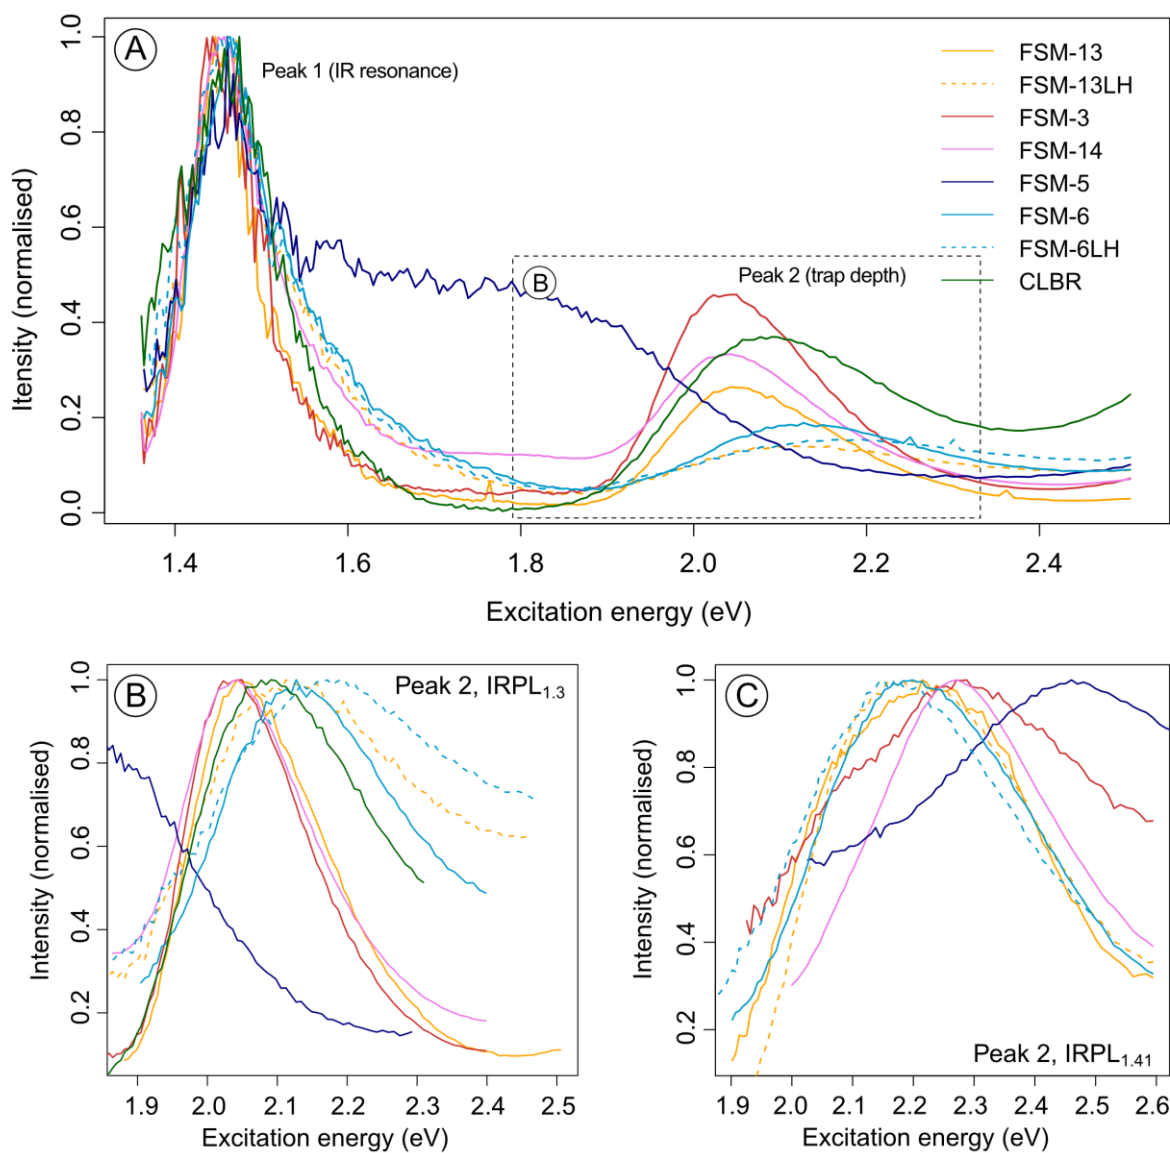 A
Peak 1 (IR resonance)
FSM-13
FSM-13LH
FSM-3
FSM-14
FSM-5
FSM-6
FSM-6LH
CLBR
B
Peak 2 (trap depth)
Itensity (normalised)
0.0 0.2 0.4 0.6 0.8 1.0
1.4 1.6 1.8 2.0 2.2 2.4
Excitation energy (eV)
B
Peak 2, IRPL1.3
Intensity (normalised)
0.2 0.4 0.6 0.8 1.0
1.9 2.0 2.1 2.2 2.3 2.4 2.5
Excitation energy (eV)
C
Peak 2, IRPL1.41
Intensity (normalised)
0.2 0.4 0.6 0.8 1.0
1.9 2.0 2.1 2.2 2.3 2.4 2.5 2.6
Excitation energy (eV)